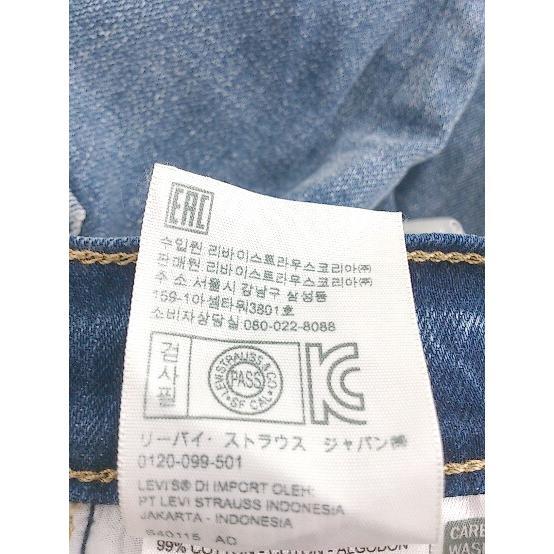 EAC
수입원 리바이스트라우스코리아㈜
판매원 리바이스트라우스코리아㈜
주 소 서울시 강남구 삼성동
159-10 셈타워3801호
소비자상담실 080-022-8088
검사필
LEVI STRAUSS & CO
PASS
SF CAL
KC
リーバイ・ストラウス ジャパン㈱
0120-099-501
LEVI'S® DI IMPORT OLEH:
PT LEVI STRAUSS INDONESIA
JAKARTA - INDONESIA
99% COTTON - ALGODON
CARE
WAS